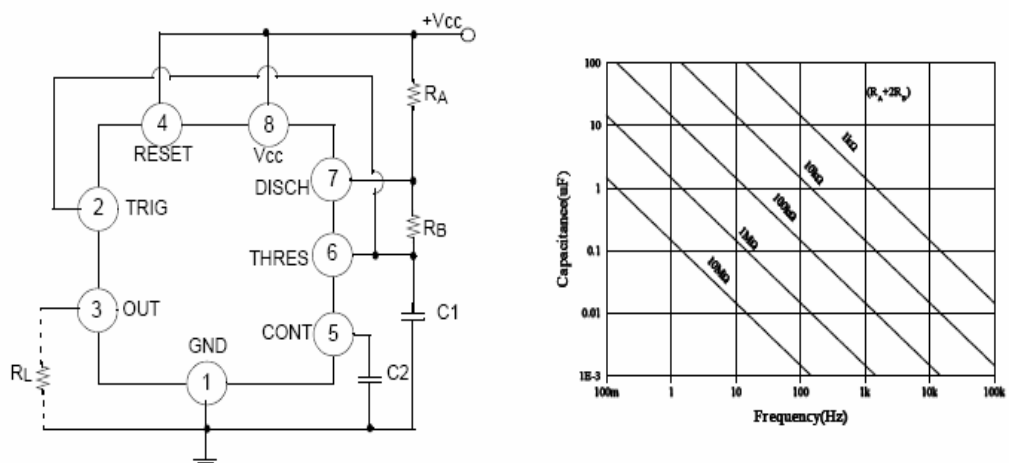 +Vcc
4
RESET
8
Vcc
RA
7
DISCH
2
TRIG
RB
6
THRES
3
OUT
5
CONT
C1
GND
1
C2
RL
100
10
1
0.1
0.01
1E-3
Capacitance(uF)
(RA+2RB)
1kΩ
10kΩ
100kΩ
1MΩ
10MΩ
100m
1
10
100
1k
10k
100k
Frequency(Hz)